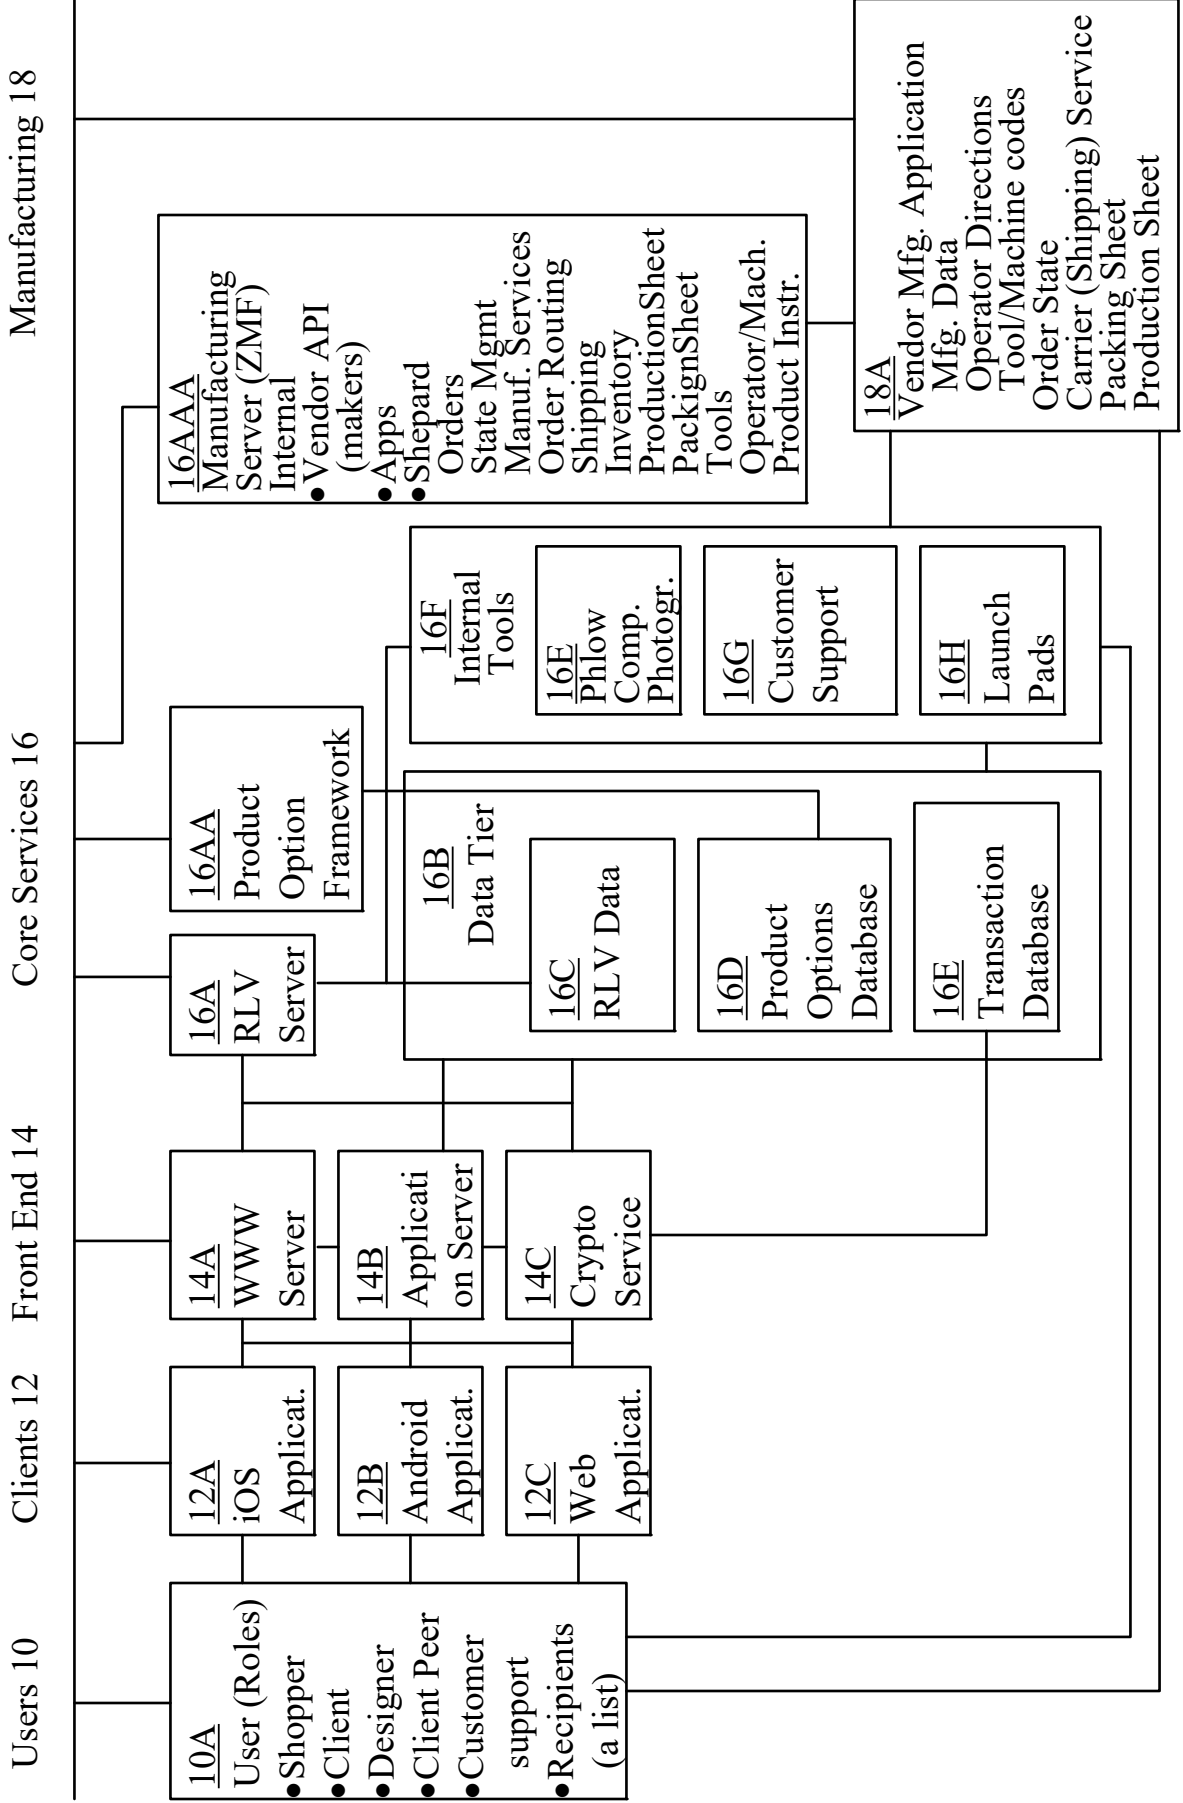 Users 10
Clients 12
Front End 14
Core Services 16
Manufacturing 18
10A
User (Roles)
●Shopper
●Client
●Designer
●Client Peer
●Customer
support
●Recipients
(a list)
12A
iOS
Applicat.
12B
Android
Applicat.
12C
Web
Applicat.
14A
WWW
Server
14B
Applicati
on Server
14C
Crypto
Service
16A
RLV
Server
16AA
Product
Option
Framework
16B
Data Tier
16C
RLV Data
16D
Product
Options
Database
16E
Transaction
Database
16F
Internal
Tools
16E
Phlow
Comp.
Photogr.
16G
Customer
Support
16H
Launch
Pads
16AAA
Manufacturing
Server (ZMF)
Internal
● Vendor API
(makers)
●Apps
●Shepard
Orders
State Mgmt
Manuf. Services
Order Routing
Shipping
Inventory
ProductionSheet
PackignSheet
Tools
Operator/Mach.
Product Instr.
18A
Vendor Mfg. Application
Mfg. Data
Operator Directions
Tool/Machine codes
Order State
Carrier (Shipping) Service
Packing Sheet
Production Sheet